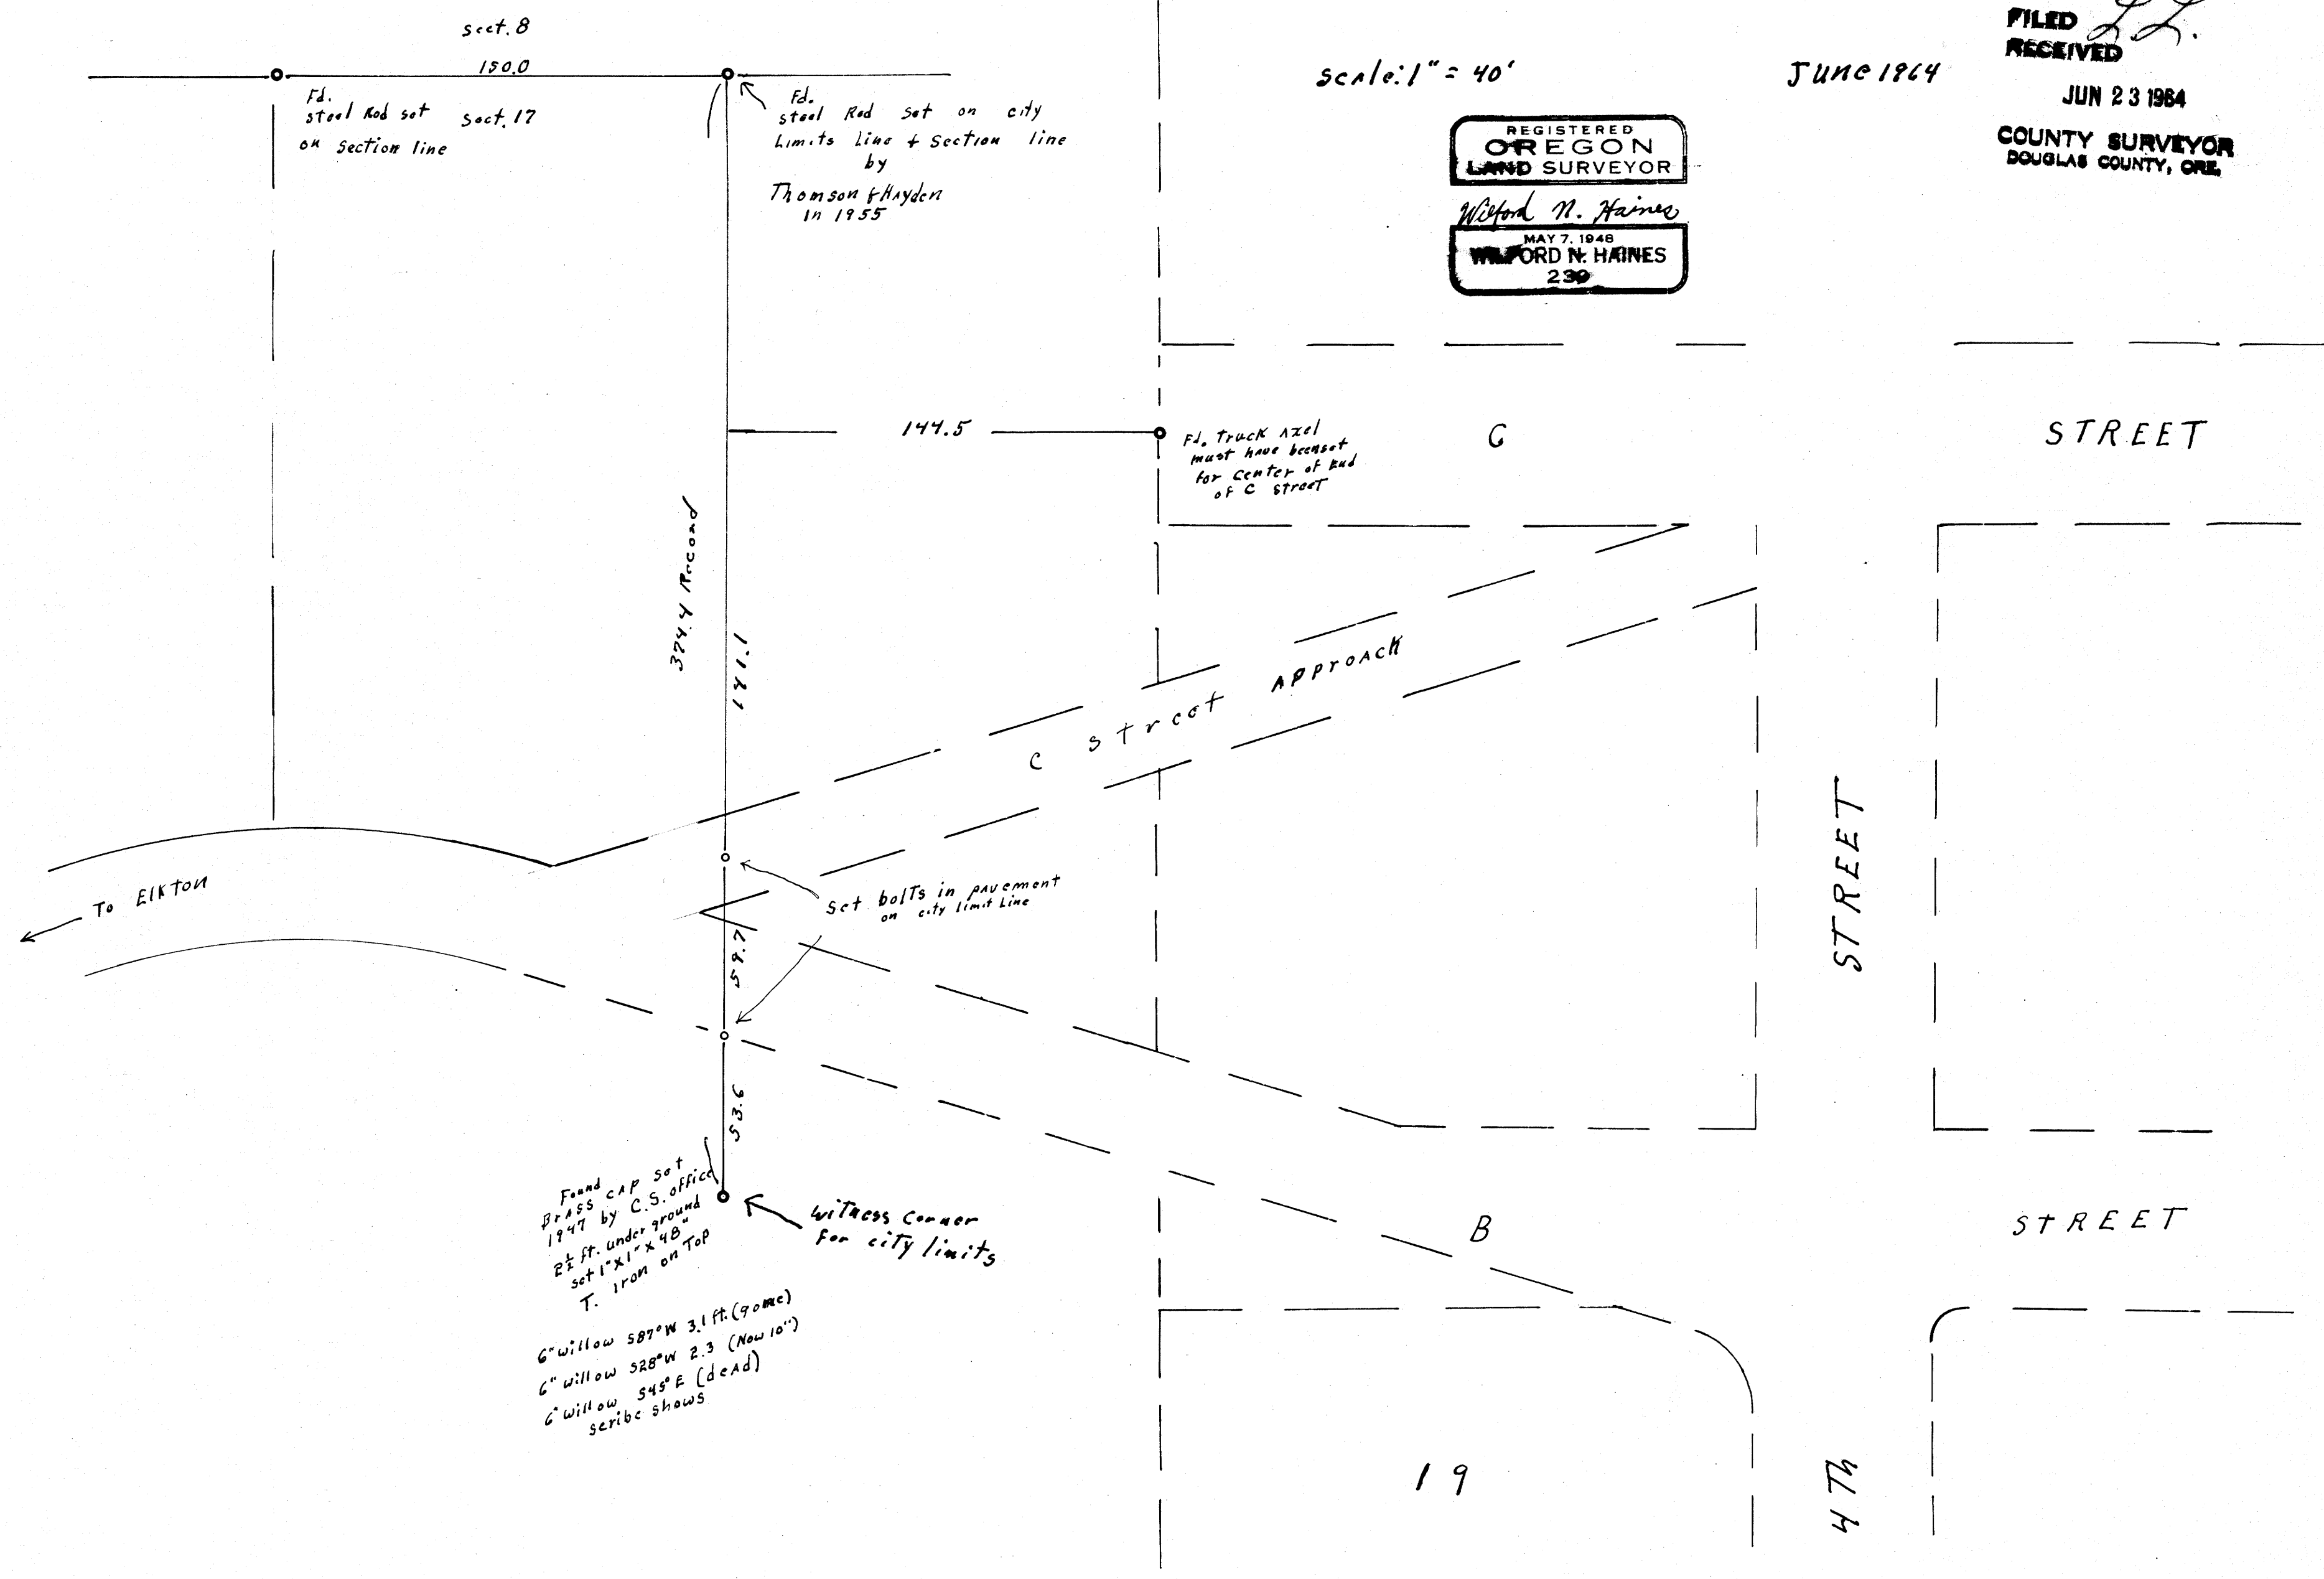 Sect. 8
150.0
Fd.
steel Rod set
on section line
Sect. 17
Fd.
steel Rod set on city
Limits Line & Section line
by
Thomson & Hayden
in 1955
Scale: 1" = 40'
June 1964
FILED L.L.
RECEIVED
JUN 23 1964
COUNTY SURVEYOR
DOUGLAS COUNTY, ORE.
REGISTERED
OREGON
LAND SURVEYOR
Wilford N. Haines
MAY 7, 1948
WILFORD N. HAINES
239
144.5
Fd. Truck Axel
must have been set
for Center of End
of C Street
C STREET
374.4 Record
C Street Approach
To Elkton
Set bolts in pavement
on city limit Line
59.7
STREET
53.6
Found
Brass cap set
1947 by C.S. office
2½ ft. under ground
set 1"x1"x48"
T. Iron on Top
Witness Corner
For city limits
B STREET
6" willow S87°W 3.1 ft. (gone)
6" willow S28°W 2.3 (Now 10")
6" willow S45°E (dead)
scribe shows
19
4Th